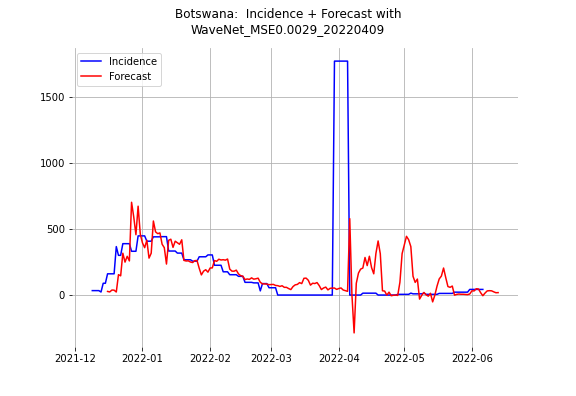 Botswana:  Incidence + Forecast with
WaveNet_MSE0.0029_20220409
Incidence
Forecast
1500
1000
500
0
2021-12 2022-01 2022-02 2022-03 2022-04 2022-05 2022-06